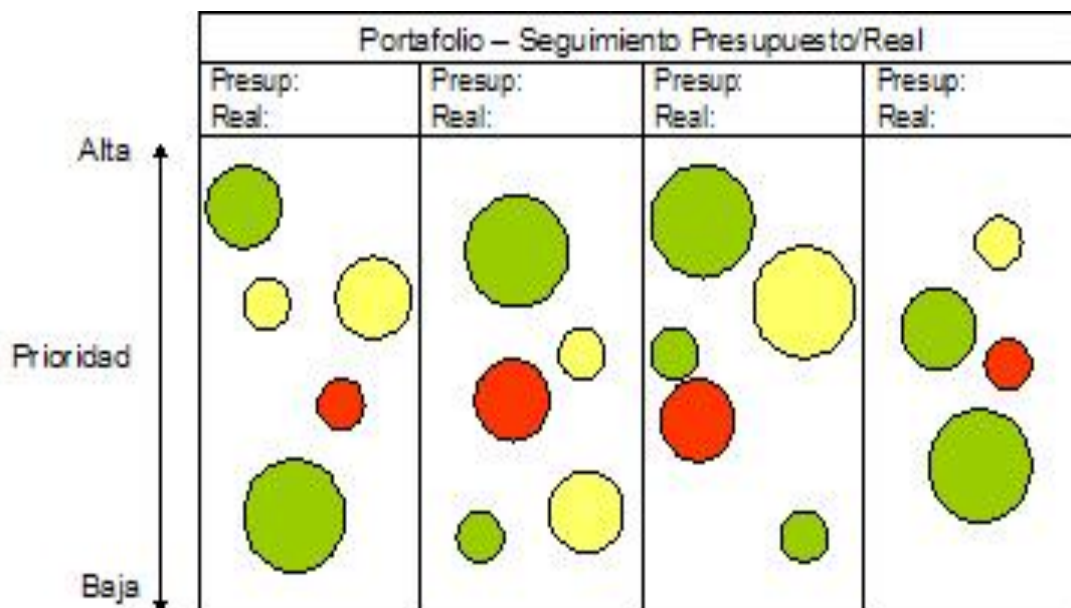 Portafolio – Seguimiento Presupuesto/Real
Presup: Presup: Presup: Presup:
Real: Real: Real: Real:
Alta
Prioridad
Baja